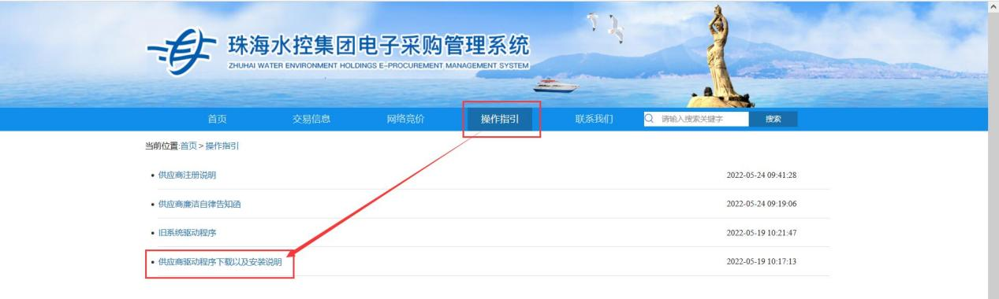 珠海水控集团电子采购管理系统
ZHUHAI WATER ENVIRONMENT HOLDINGS E-PROCUREMENT MANAGEMENT SYSTEM
首页 交易信息 网络竞价 操作指引 联系我们 请输入搜索关键字 搜索
当前位置:首页 > 操作指引
• 供应商注册说明 2022-05-24 09:41:28
• 供应商廉洁自律告知函 2022-05-24 09:19:06
• 旧系统驱动程序 2022-05-19 10:21:47
• 供应商驱动程序下载以及安装说明 2022-05-19 10:17:13